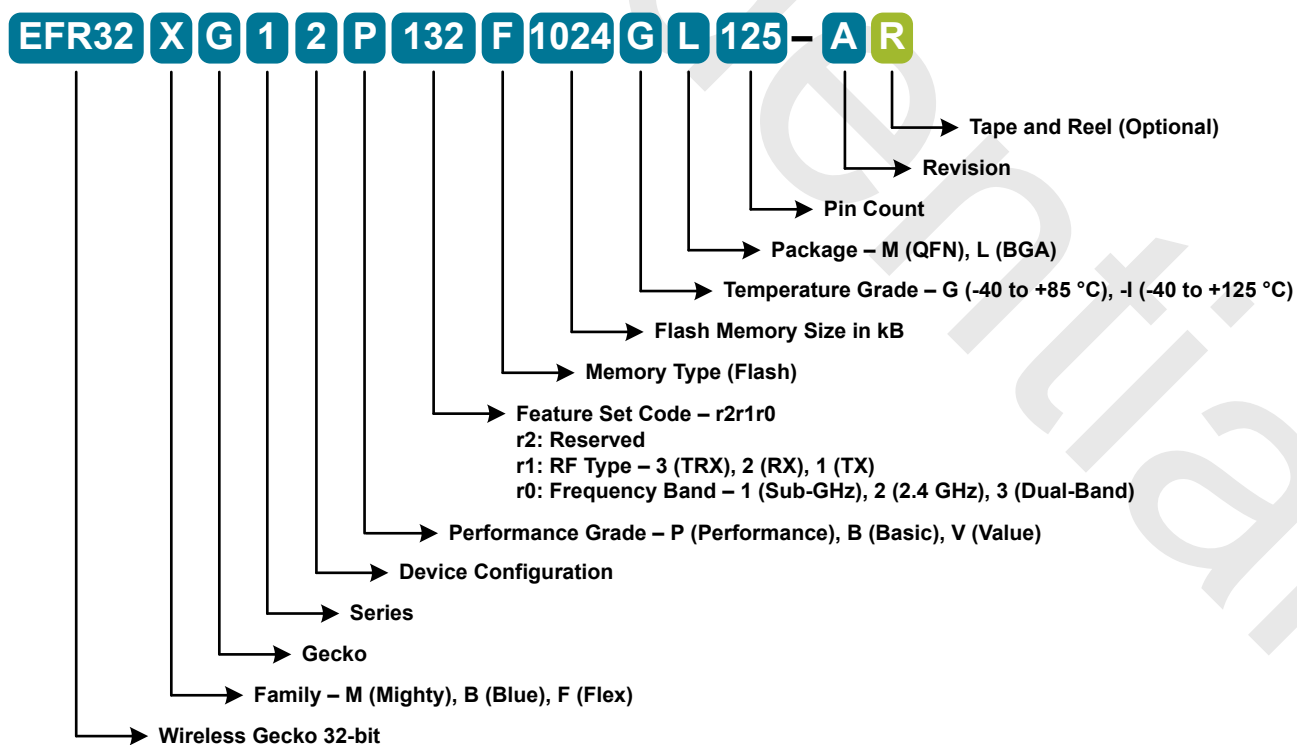 EFR32 X G 1 2 P 132 F 1024 G L 125 – A R
Tape and Reel (Optional)
Revision
Pin Count
Package – M (QFN), L (BGA)
Temperature Grade – G (-40 to +85 °C), -I (-40 to +125 °C)
Flash Memory Size in kB
Memory Type (Flash)
Feature Set Code – r2r1r0
r2: Reserved
r1: RF Type – 3 (TRX), 2 (RX), 1 (TX)
r0: Frequency Band – 1 (Sub-GHz), 2 (2.4 GHz), 3 (Dual-Band)
Performance Grade – P (Performance), B (Basic), V (Value)
Device Configuration
Series
Gecko
Family – M (Mighty), B (Blue), F (Flex)
Wireless Gecko 32-bit